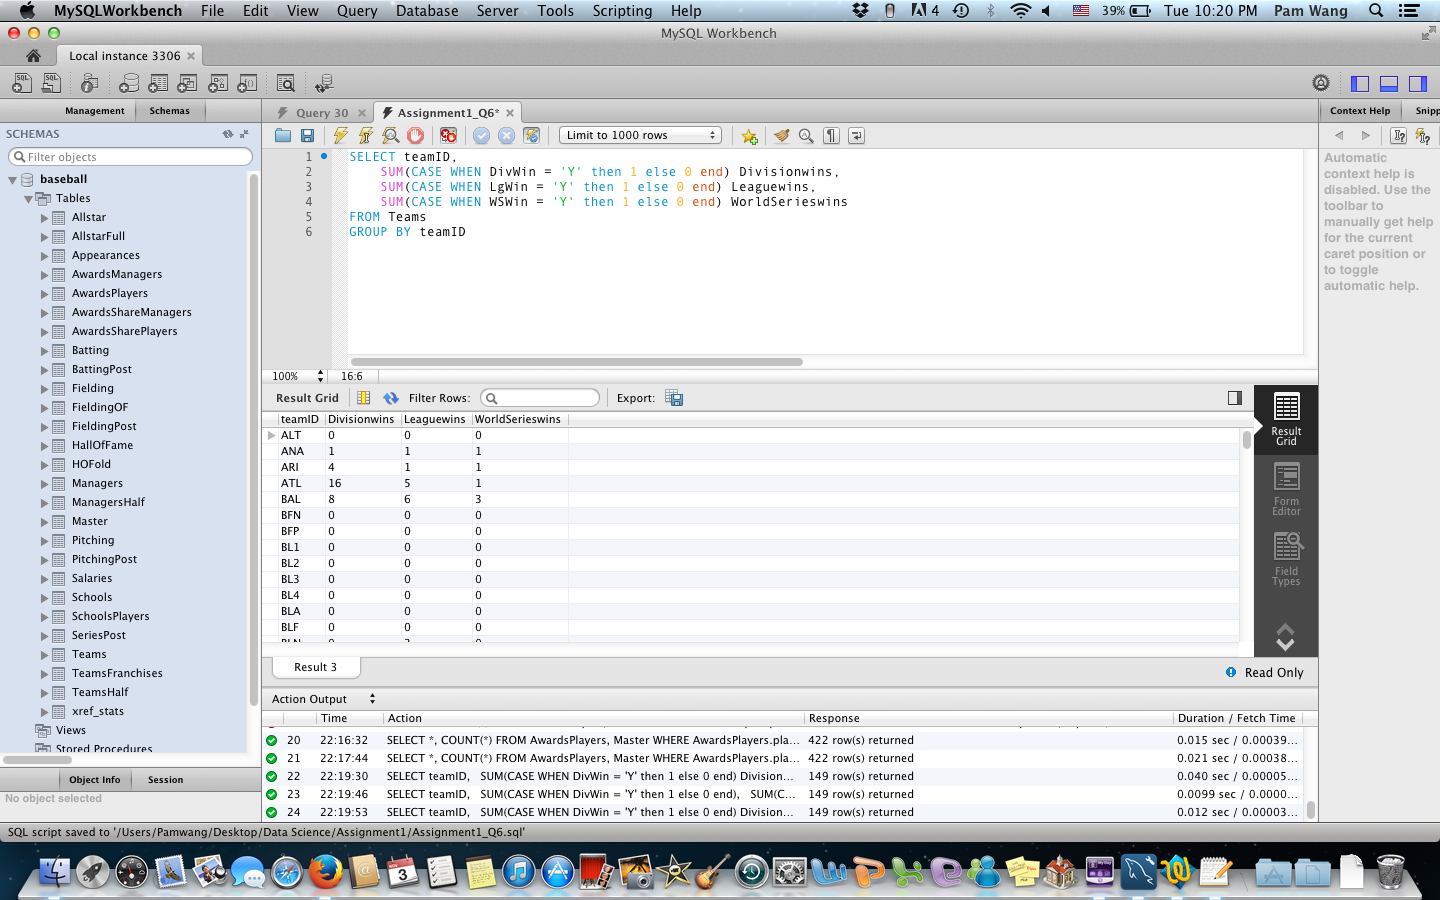 MySQLWorkbench File Edit View Query Database Server Tools Scripting Help 4 39% Tue 10:20 PM Pam Wang
MySQL Workbench
Local instance 3306
Management Schemas
Query 30 Assignment1_Q6* Context Help Snipp
SCHEMAS
Filter objects
baseball
Tables
Allstar
AllstarFull
Appearances
AwardsManagers
AwardsPlayers
AwardsShareManagers
AwardsSharePlayers
Batting
BattingPost
Fielding
FieldingOF
FieldingPost
HallOfFame
HOFold
Managers
ManagersHalf
Master
Pitching
PitchingPost
Salaries
Schools
SchoolsPlayers
SeriesPost
Teams
TeamsFranchises
TeamsHalf
xref_stats
Views
Stored Procedures
Object Info Session
No object selected
Limit to 1000 rows
1 SELECT teamID,
2 SUM(CASE WHEN DivWin = 'Y' then 1 else 0 end) Divisionwins,
3 SUM(CASE WHEN LgWin = 'Y' then 1 else 0 end) Leaguewins,
4 SUM(CASE WHEN WSWin = 'Y' then 1 else 0 end) WorldSerieswins
5 FROM Teams
6 GROUP BY teamID
100% 16:6
Result Grid Filter Rows: Export:
teamID Divisionwins Leaguewins WorldSerieswins
ALT 0 0 0
ANA 1 1 1
ARI 4 1 1
ATL 16 5 1
BAL 8 6 3
BFN 0 0 0
BFP 0 0 0
BL1 0 0 0
BL2 0 0 0
BL3 0 0 0
BL4 0 0 0
BLA 0 0 0
BLF 0 0 0
Result
Grid
Form
Editor
Field
Types
Result 3 Read Only
Action Output
Time Action Response Duration / Fetch Time
20 22:16:32 SELECT *, COUNT(*) FROM AwardsPlayers, Master WHERE AwardsPlayers.pla... 422 row(s) returned 0.015 sec / 0.00039...
21 22:17:44 SELECT *, COUNT(*) FROM AwardsPlayers, Master WHERE AwardsPlayers.pla... 422 row(s) returned 0.021 sec / 0.00038...
22 22:19:30 SELECT teamID, SUM(CASE WHEN DivWin = 'Y' then 1 else 0 end) Division... 149 row(s) returned 0.040 sec / 0.00005...
23 22:19:46 SELECT teamID, SUM(CASE WHEN DivWin = 'Y' then 1 else 0 end), SUM(C... 149 row(s) returned 0.0099 sec / 0.0000...
24 22:19:53 SELECT teamID, SUM(CASE WHEN DivWin = 'Y' then 1 else 0 end) Division... 149 row(s) returned 0.012 sec / 0.00003...
Automatic
context help is
disabled. Use the
toolbar to
manually get help
for the current
caret position or
to toggle
automatic help.
SQL script saved to '/Users/Pamwang/Desktop/Data Science/Assignment1/Assignment1_Q6.sql'